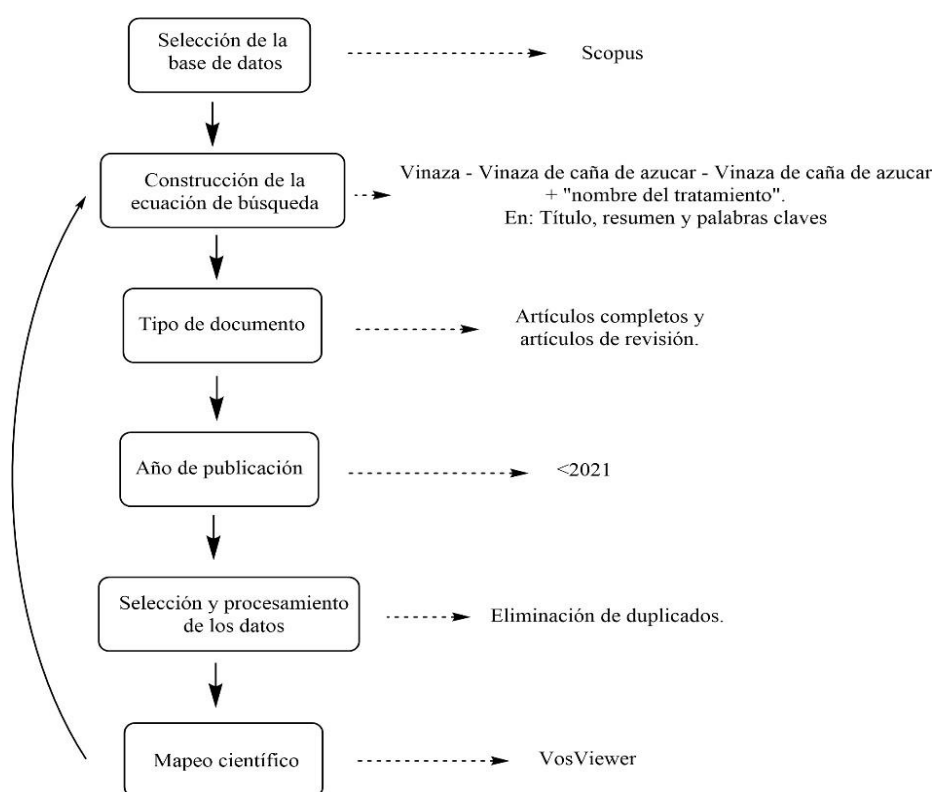 Selección de la
base de datos
Scopus
Construcción de la
ecuación de búsqueda
Vinaza - Vinaza de caña de azucar - Vinaza de caña de azucar
+ "nombre del tratamiento".
En: Título, resumen y palabras claves
Tipo de documento
Artículos completos y
artículos de revisión.
Año de publicación
<2021
Selección y procesamiento
de los datos
Eliminación de duplicados.
Mapeo científico
VosViewer